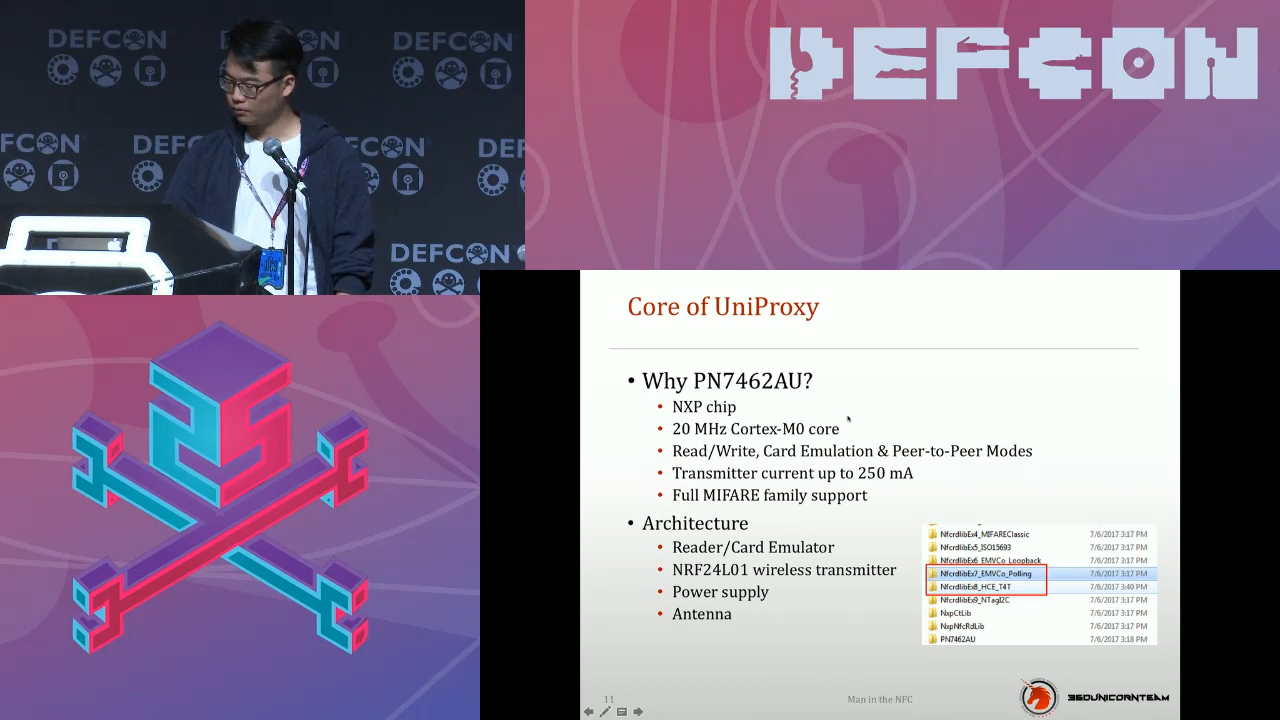 DEFCON
DEFCON
DEFCON
DEFCON
DEFCON
DEFCON
Core of UniProxy
• Why PN7462AU?
• NXP chip
• 20 MHz Cortex-M0 core
• Read/Write, Card Emulation & Peer-to-Peer Modes
• Transmitter current up to 250 mA
• Full MIFARE family support
• Architecture
• Reader/Card Emulator
• NRF24L01 wireless transmitter
• Power supply
• Antenna
NfcrdlibEx4_MIFAREClassic 7/6/2017 3:17 PM
NfcrdlibEx5_ISO15693 7/6/2017 3:17 PM
NfcrdlibEx6_EMVCo_Loopback 7/6/2017 3:17 PM
NfcrdlibEx7_EMVCo_Polling 7/6/2017 3:17 PM
NfcrdlibEx8_HCE_T4T 7/6/2017 3:40 PM
NfcrdlibEx9_NTagI2C 7/6/2017 3:17 PM
NxpCtLib 7/6/2017 3:17 PM
NxpNfcRdLib 7/6/2017 3:17 PM
PN7462AU 7/6/2017 3:18 PM
11
Man in the NFC
360UNICORNTEAM